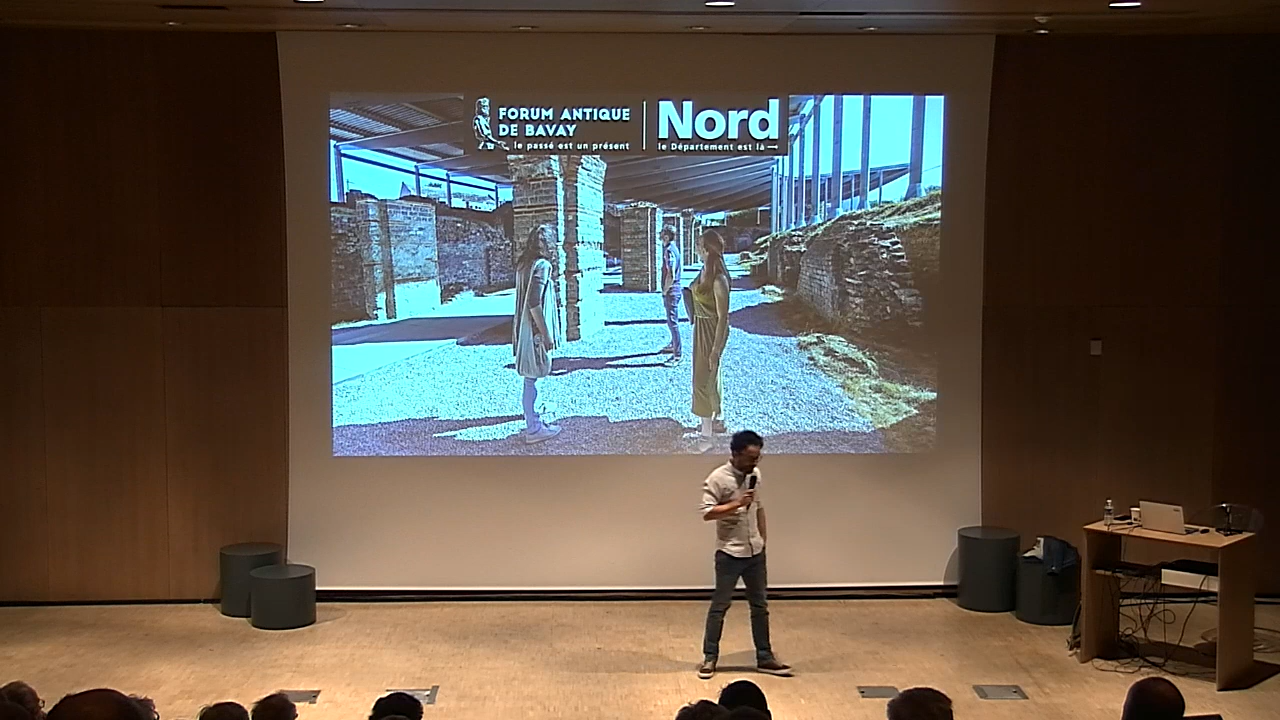 FORUM ANTIQUE
DE BAVAY
le passé est un présent
Nord
le Département est là